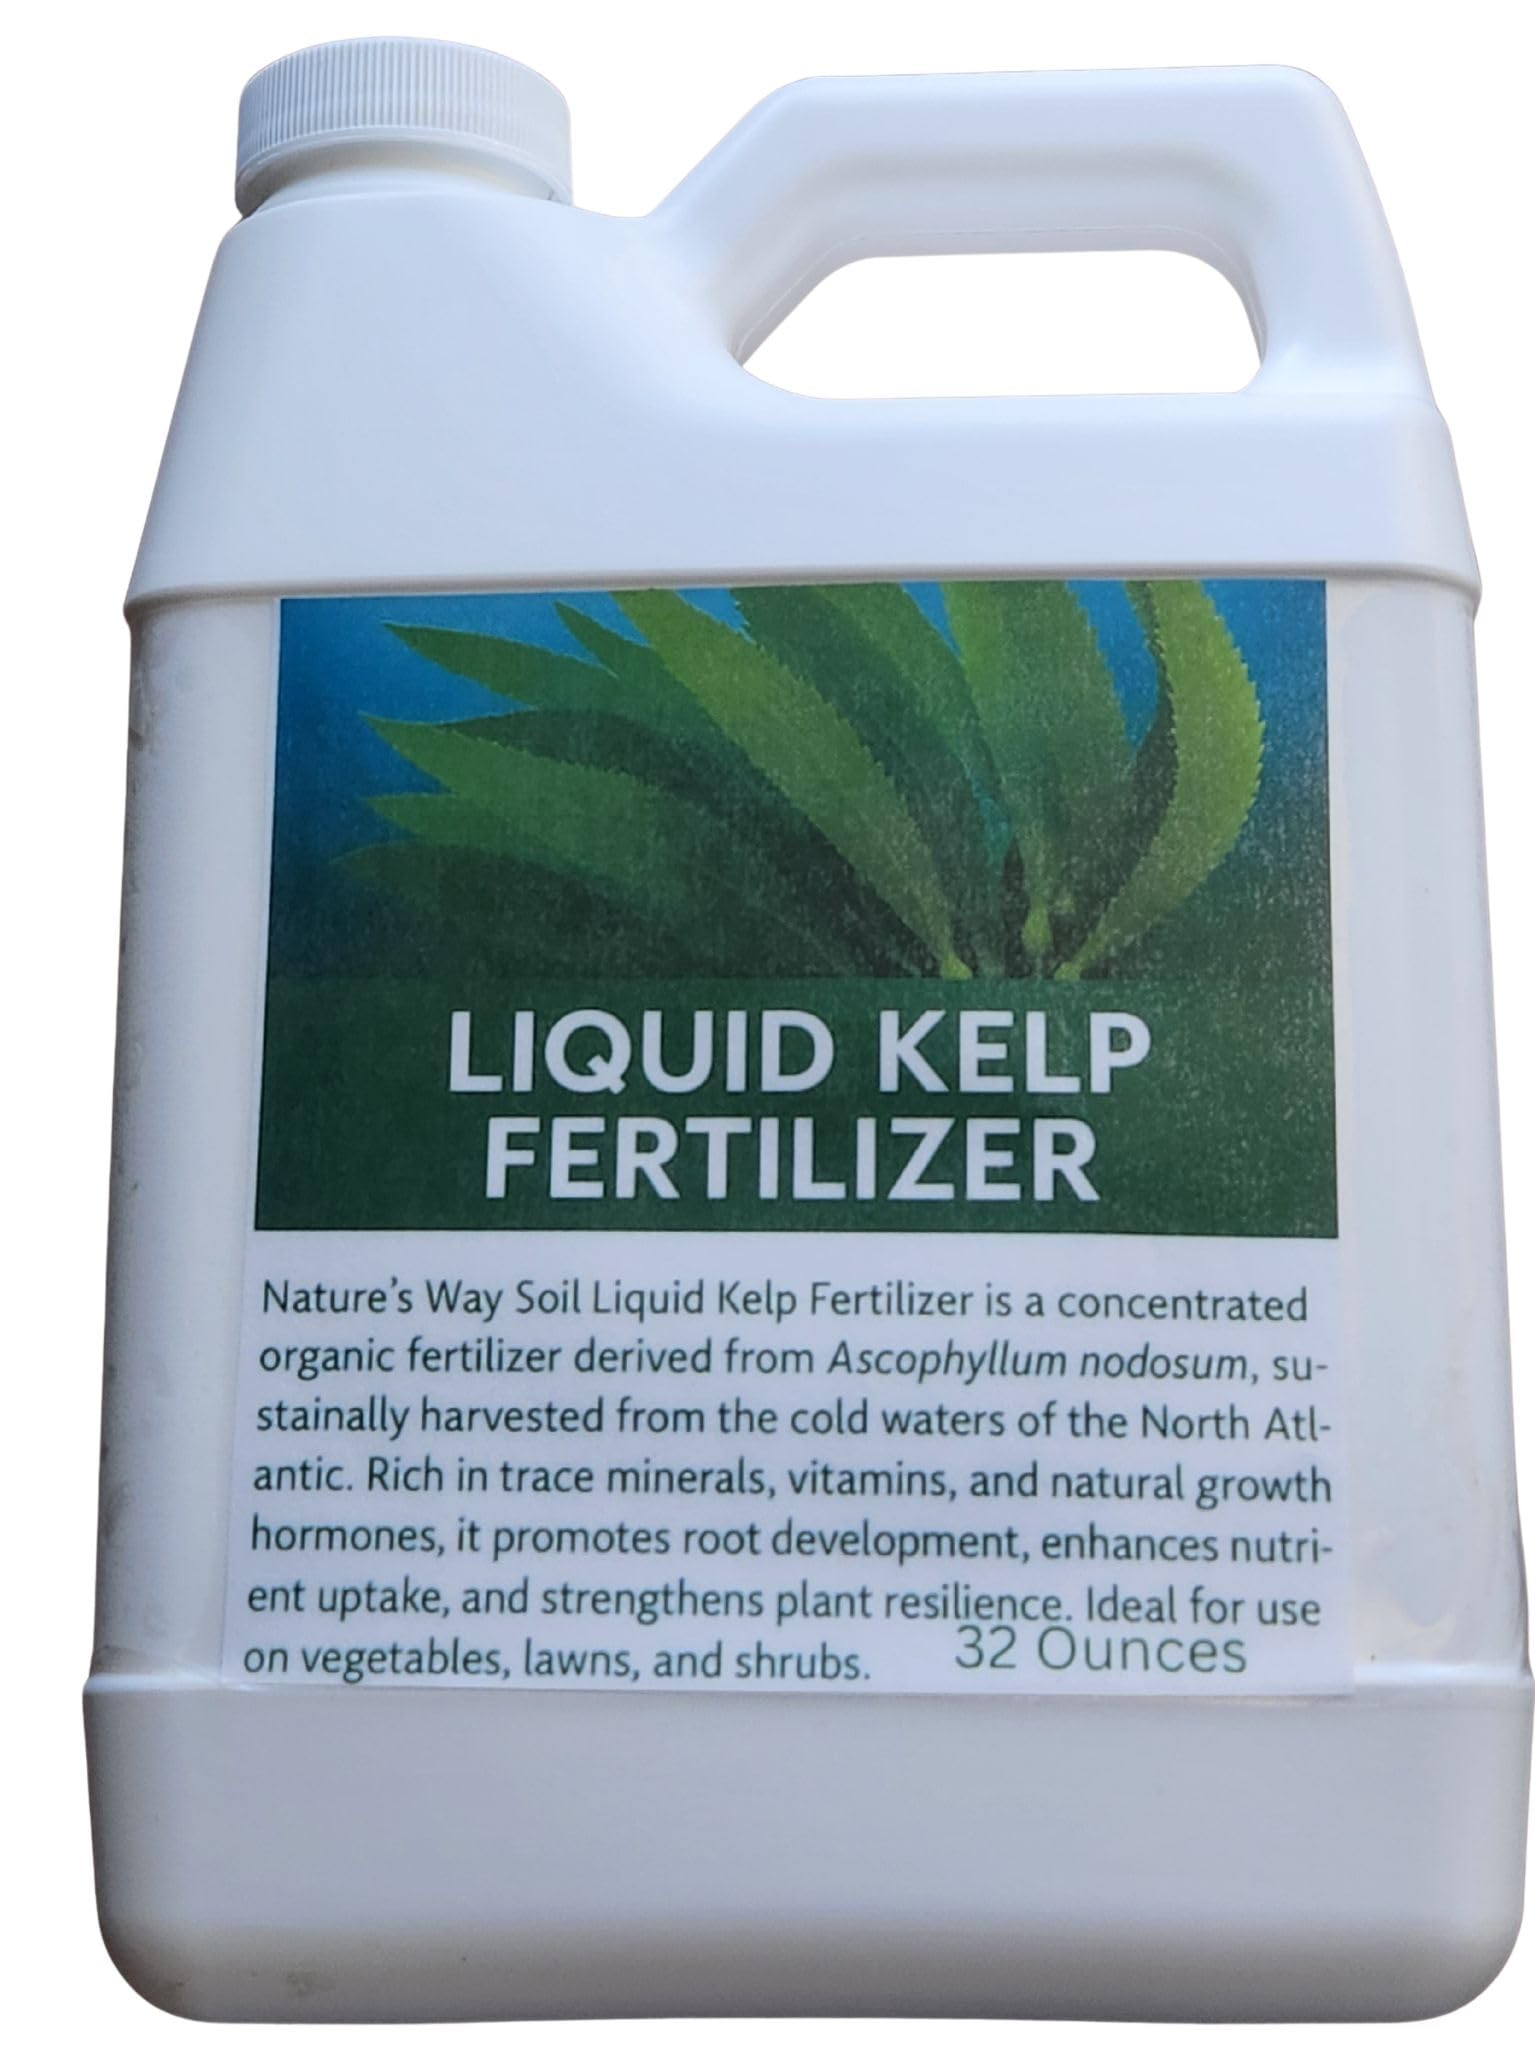 LIQUID KELP
FERTILIZER
Nature's Way Soil Liquid Kelp Fertilizer is a concentrated
organic fertilizer derived from Ascophyllum nodosum, su-
stainally harvested from the cold waters of the North Atl-
antic. Rich in trace minerals, vitamins, and natural growth
hormones, it promotes root development, enhances nutri-
ent uptake, and strengthens plant resilience. Ideal for use
on vegetables, lawns, and shrubs. 32 Ounces